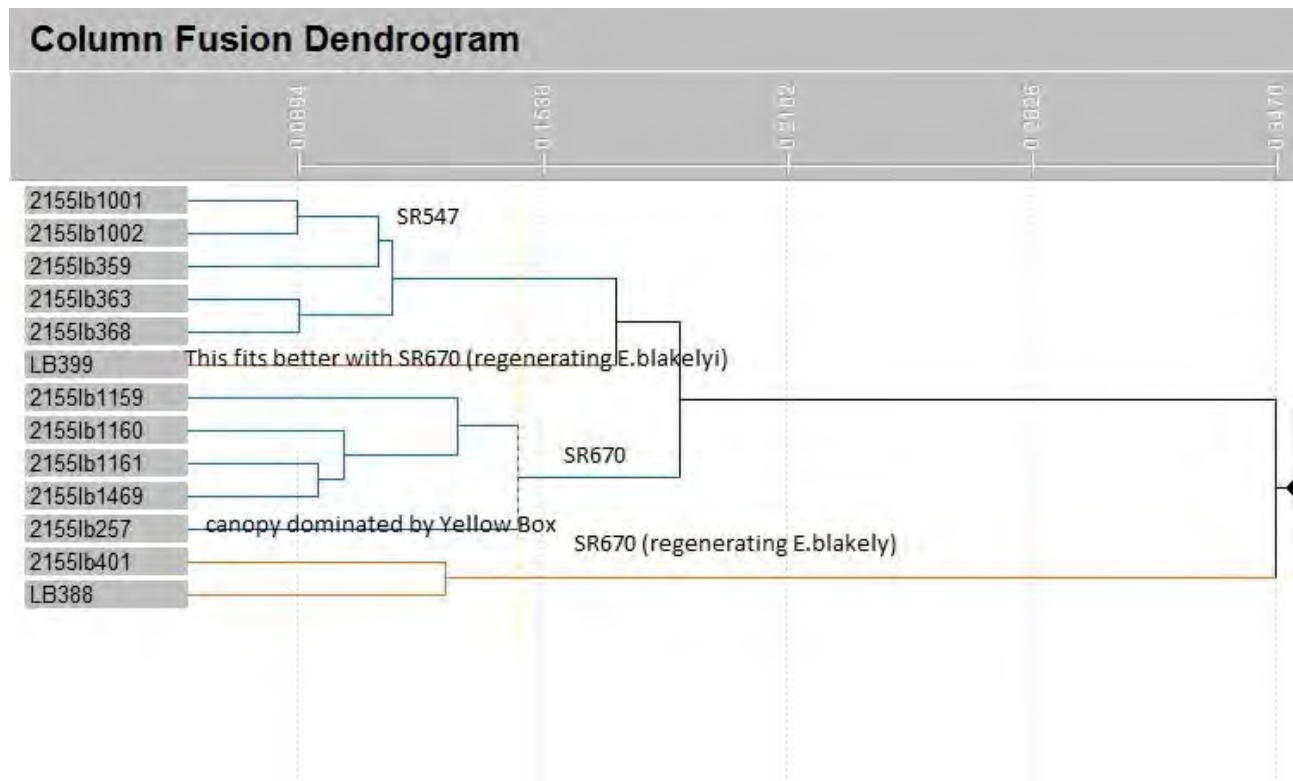 Column Fusion Dendrogram
0.0894
0.1538
0.2182
0.2826
0.3470
2155lb1001
SR547
2155lb1002
2155lb359
2155lb363
2155lb368
LB399
This fits better with SR670 (regenerating E.blakelyi)
2155lb1159
2155lb1160
2155lb1161
SR670
2155lb1469
2155lb257
canopy dominated by Yellow Box
SR670 (regenerating E.blakely)
2155lb401
LB388